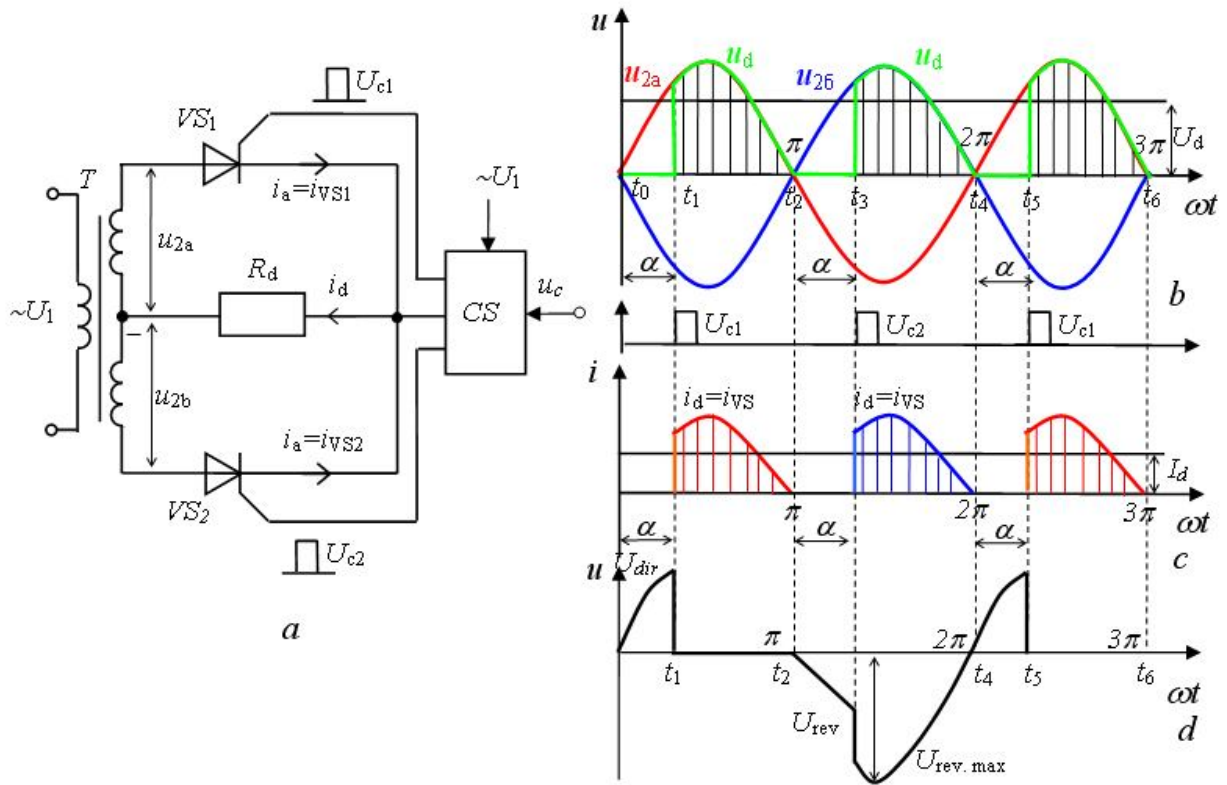 U_c1
VS_1
T
i_a=i_VS1
~U_1
u_2a
R_d
i_d
~U_1
u_c
CS
−
u_2b
i_a=i_VS2
VS_2
U_c2
a
u
u_2a
u_d
u_2б
u_d
U_d
π
2π
3π
t_0
t_1
t_2
t_3
t_4
t_5
t_6
ωt
α
α
α
b
U_c1
U_c2
U_c1
i
i_d=i_VS
i_d=i_VS
I_d
π
2π
3π
ωt
α
α
α
c
U_dir
u
π
2π
3π
t_1
t_2
t_4
t_5
t_6
ωt
U_rev
d
U_rev. max